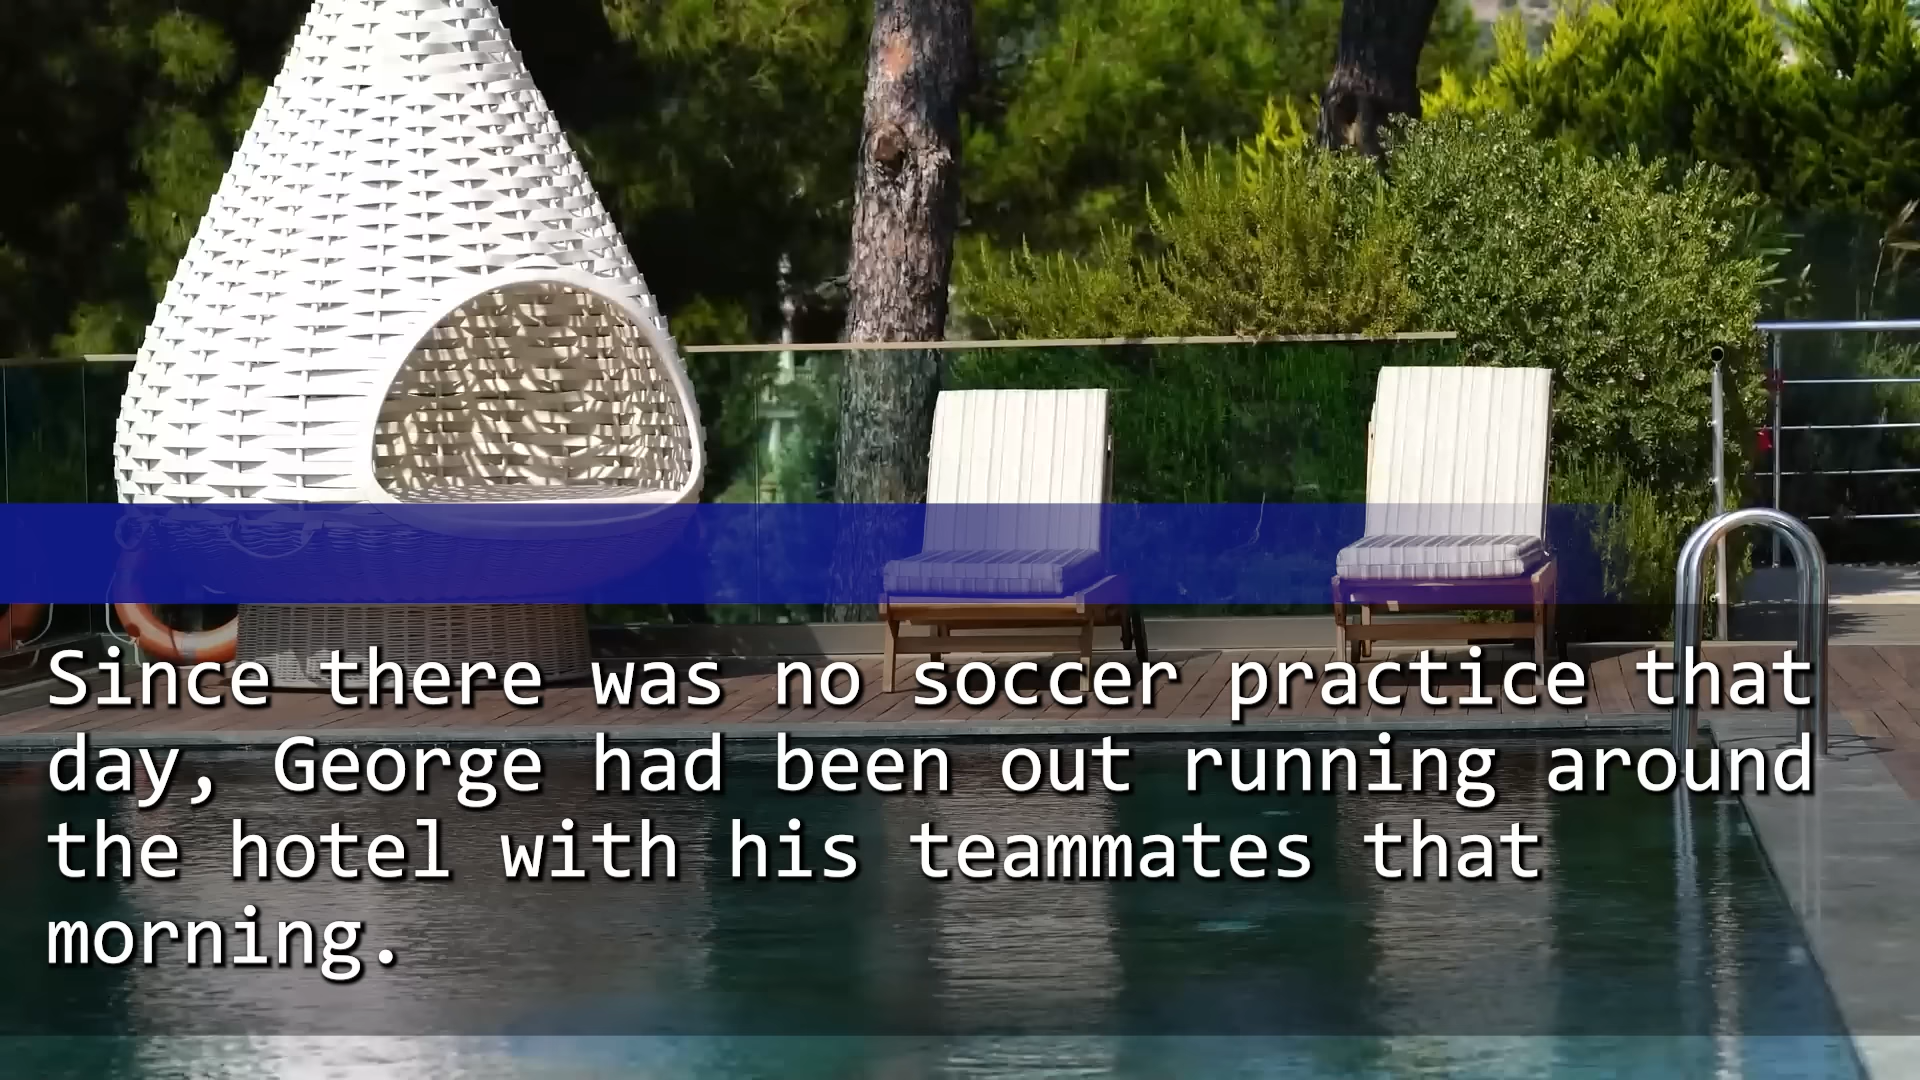 Since there was no soccer practice that
day, George had been out running around
the hotel with his teammates that
morning.